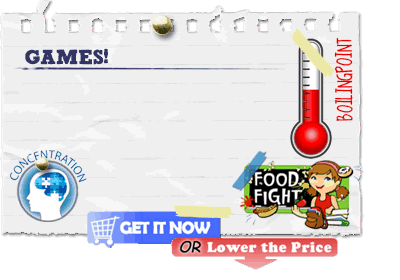 GAMES!
BOILINGPOINT
CONCENTRATION
FOOD
FIGHT
GET IT NOW
OR Lower the Price